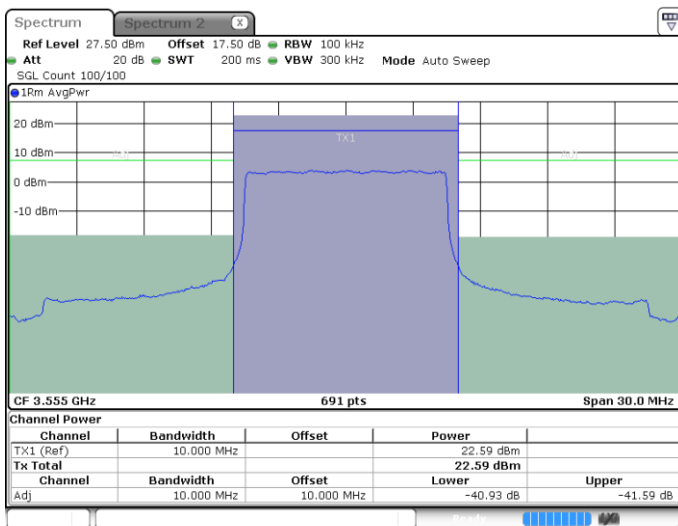 Spectrum Spectrum 2 X
Ref Level 27.50 dBm Offset 17.50 dB RBW 100 kHz
Att 20 dB SWT 200 ms VBW 300 kHz Mode Auto Sweep
SGL Count 100/100
1Rm AvgPwr
20 dBm
TX1
10 dBm
Adj Adj
0 dBm
-10 dBm
CF 3.555 GHz 691 pts Span 30.0 MHz
Channel Power
Channel Bandwidth Offset Power
TX1 (Ref) 10.000 MHz 22.59 dBm
Tx Total 22.59 dBm
Channel Bandwidth Offset Lower Upper
Adj 10.000 MHz 10.000 MHz -40.93 dB -41.59 dB
Ready